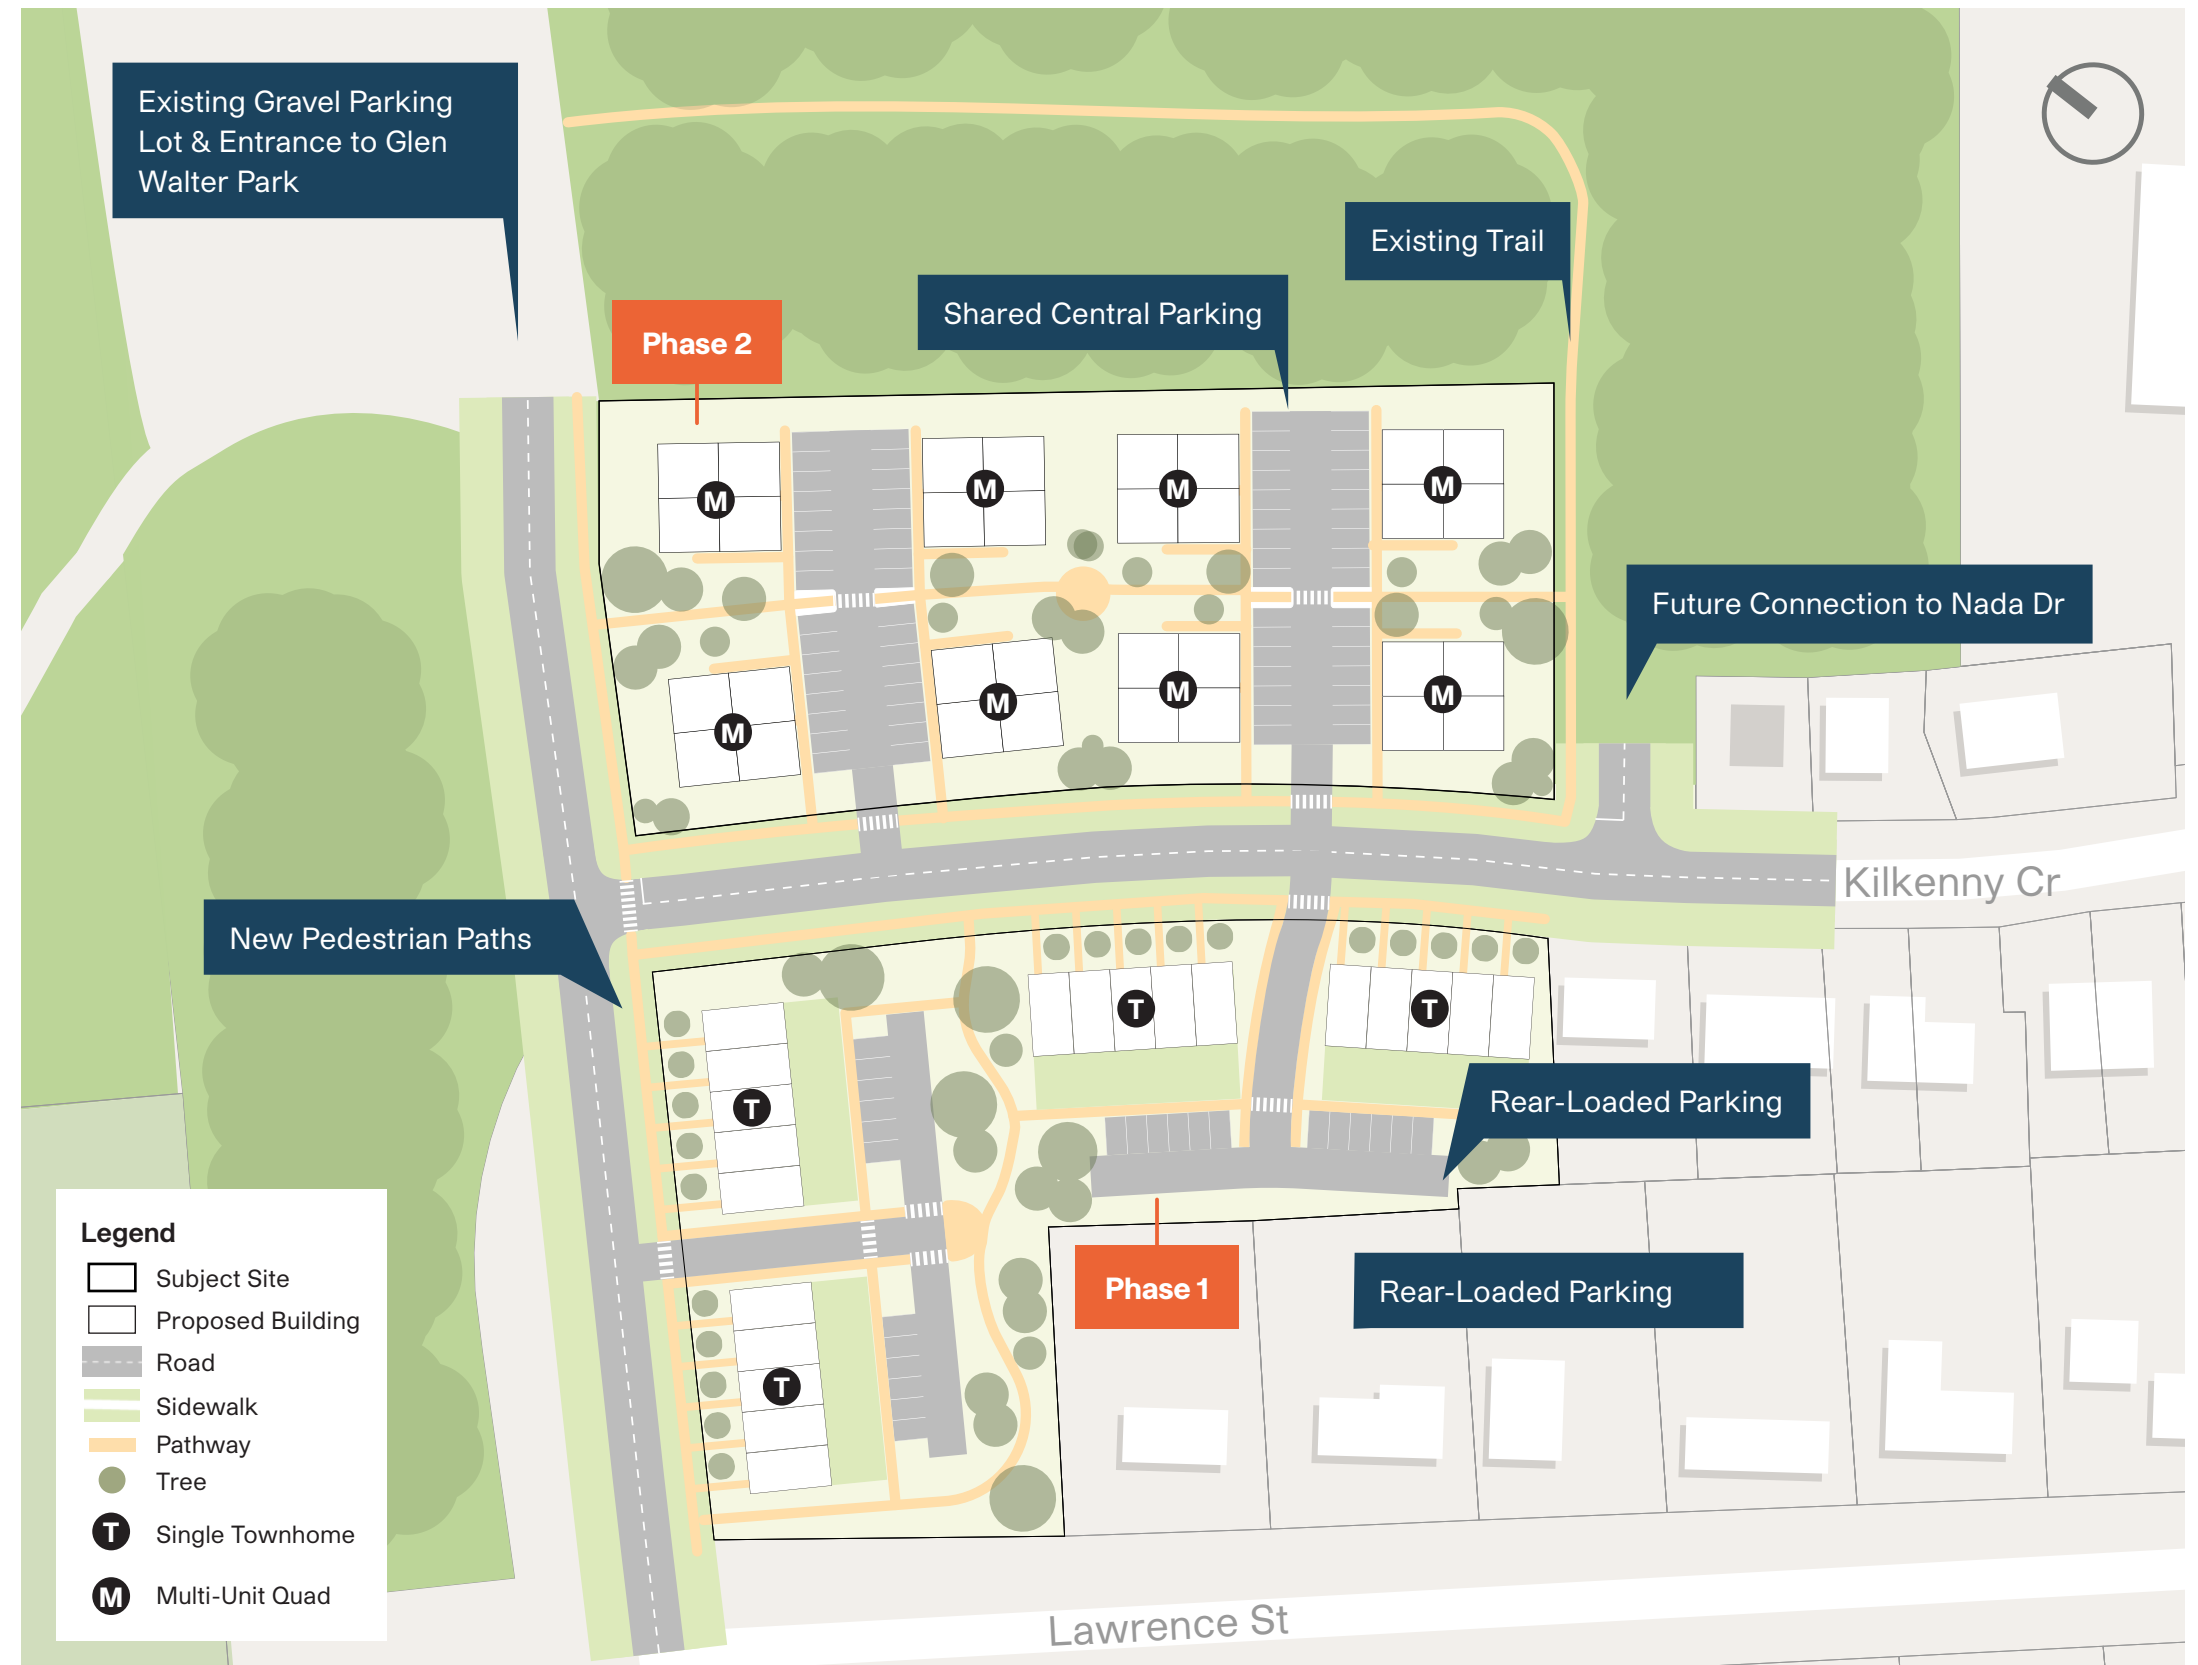 Existing Gravel Parking
Lot & Entrance to Glen
Walter Park
Existing Trail
Shared Central Parking
Phase 2
M
M
M
M
Future Connection to Nada Dr
M
M
M
M
Kilkenny Cr
New Pedestrian Paths
T
T
T
Rear-Loaded Parking
Phase 1
Rear-Loaded Parking
T
Legend
Subject Site
Proposed Building
Road
Sidewalk
Pathway
Tree
T Single Townhome
M Multi-Unit Quad
Lawrence St